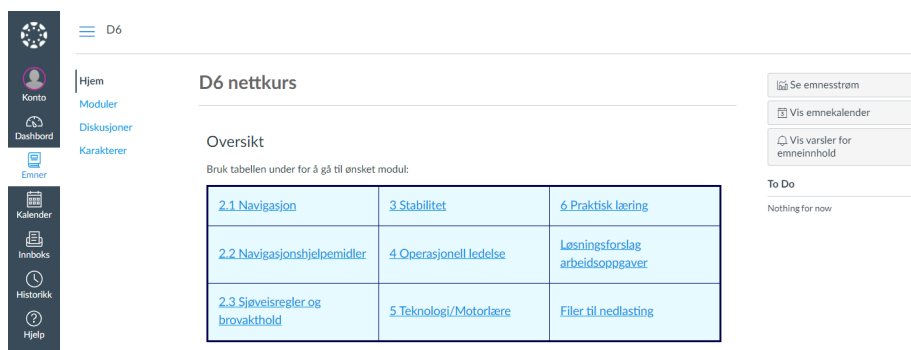 D6
Konto
Dashbord
Emner
Kalender
Innboks
Historikk
Hjelp
Hjem
Moduler
Diskusjoner
Karakterer
D6 nettkurs
Oversikt
Bruk tabellen under for å gå til ønsket modul:
2.1 Navigasjon
3 Stabilitet
6 Praktisk læring
2.2 Navigasjonshjelpemidler
4 Operasjonell ledelse
Løsningsforslag
arbeidsoppgaver
2.3 Sjøveisregler og
brovakthold
5 Teknologi/Motorlære
Filer til nedlasting
Se emnesstrøm
Vis emnekalender
Vis varsler for
emneinnhold
To Do
Nothing for now